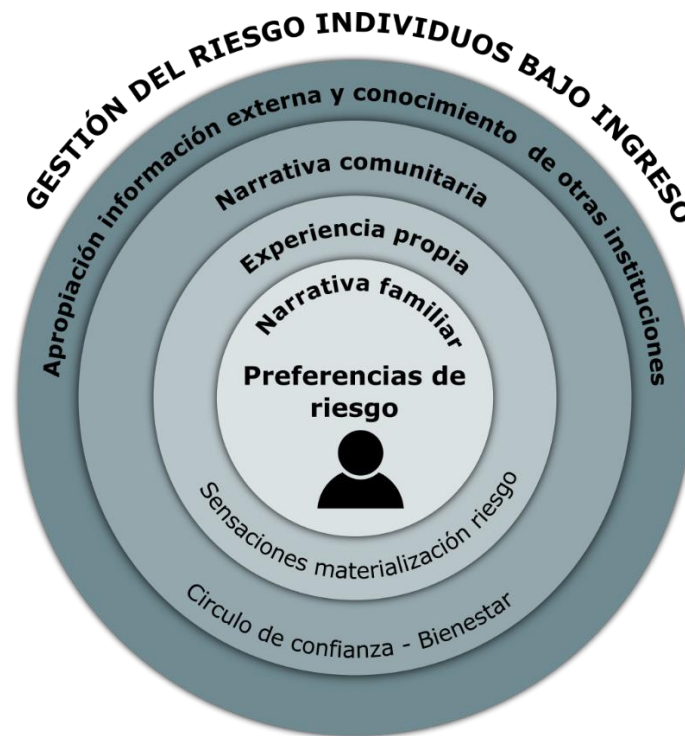 GESTIÓN DEL RIESGO INDIVIDUOS BAJO INGRESO
Apropiación información externa y conocimiento de otras instituciones
Narrativa comunitaria
Experiencia propia
Narrativa familiar
Preferencias de
riesgo
Sensaciones materialización riesgo
Circulo de confianza - Bienestar